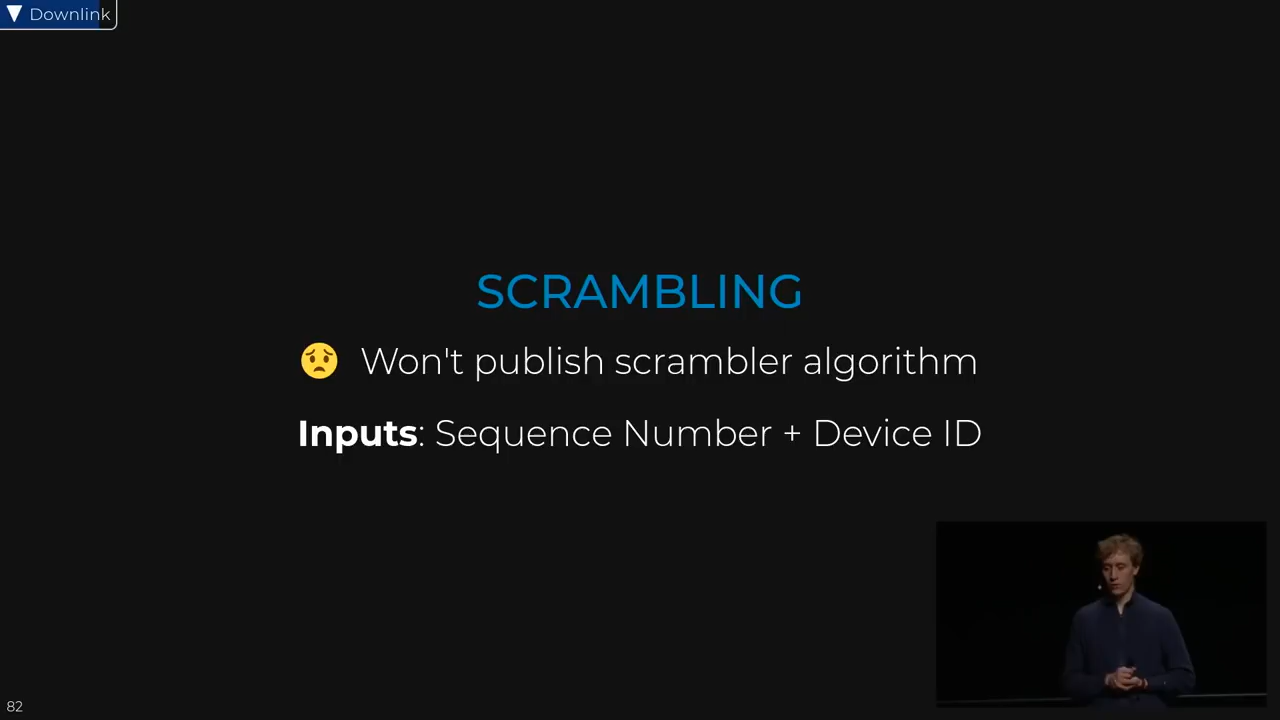 Downlink
SCRAMBLING
Won't publish scrambler algorithm
Inputs: Sequence Number + Device ID
82